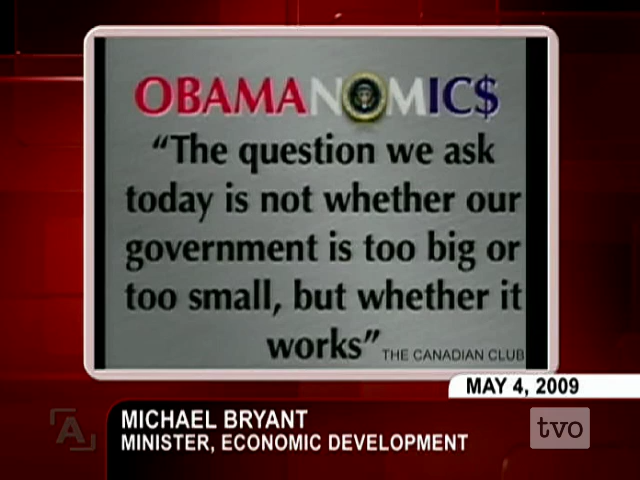 OBAMANOMIC$
“The question we ask
today is not whether our
government is too big or
too small, but whether it
works”
THE CANADIAN CLUB
MAY 4, 2009
MICHAEL BRYANT
MINISTER, ECONOMIC DEVELOPMENT
A
tvo